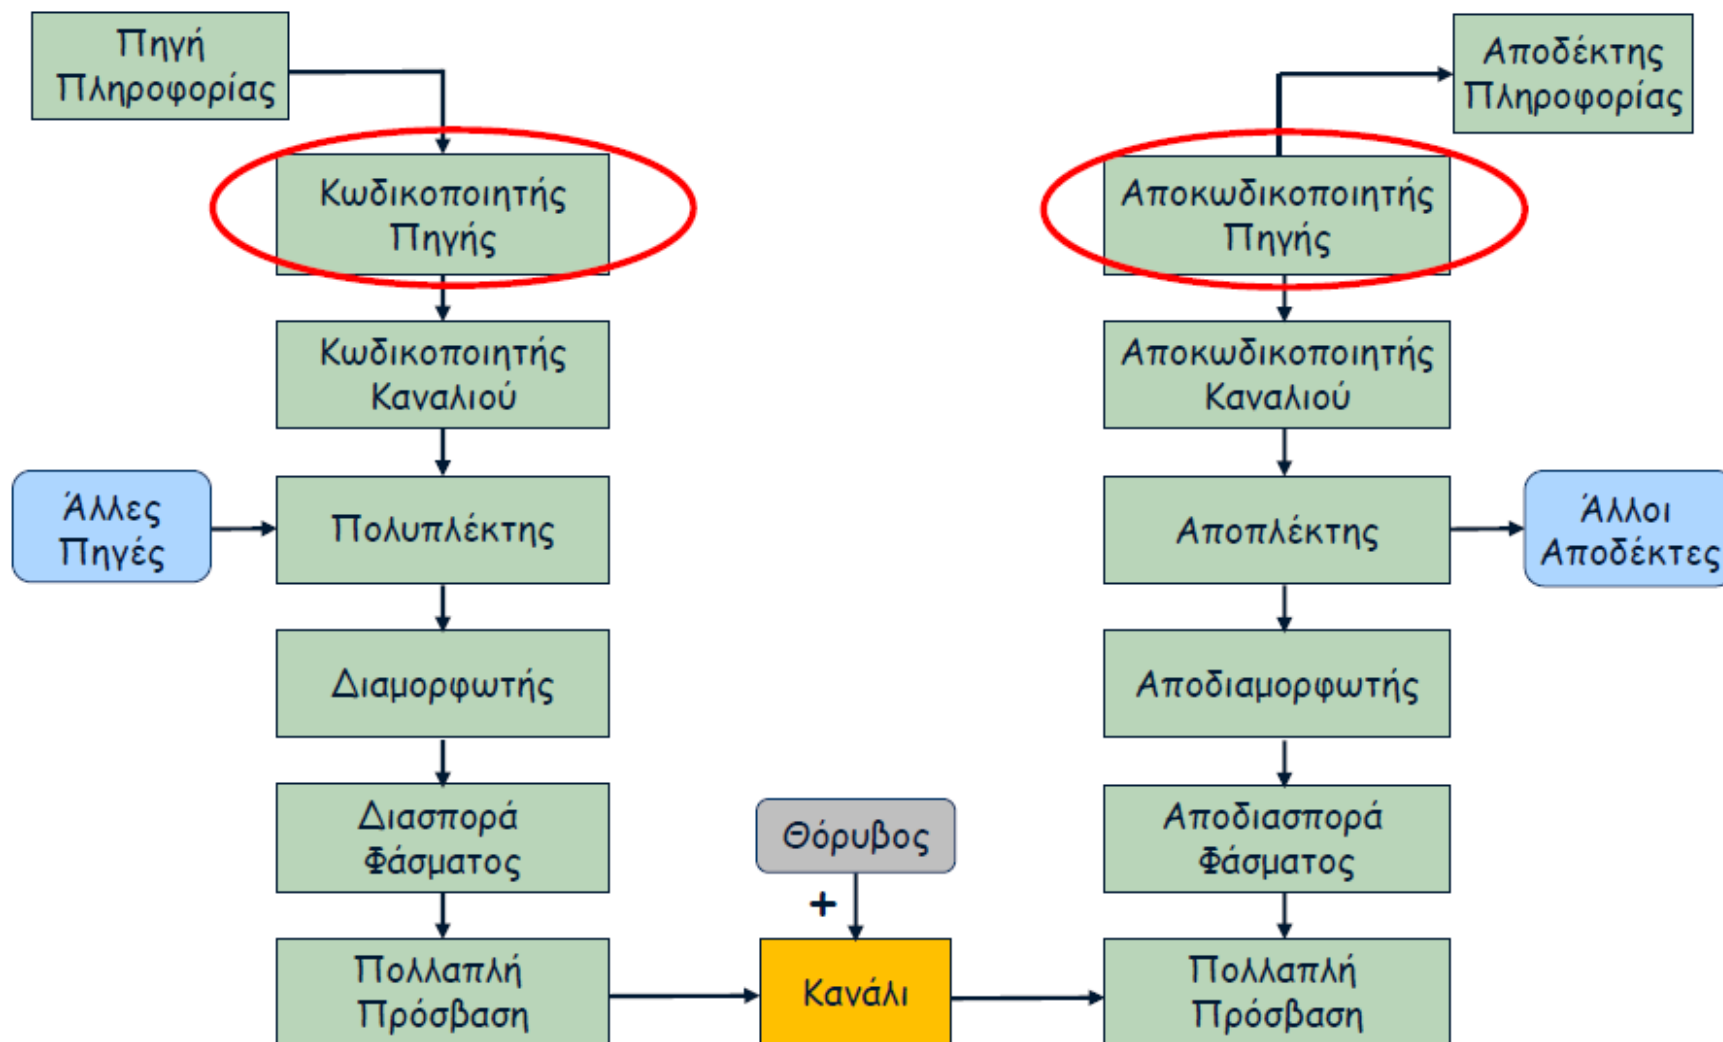 Πηγή
Πληροφορίας
Κωδικοποιητής
Πηγής
Κωδικοποιητής
Καναλιού
Άλλες
Πηγές
Πολυπλέκτης
Διαμορφωτής
Διασπορά
Φάσματος
Πολλαπλή
Πρόσβαση
Θόρυβος
+
Κανάλι
Αποδέκτης
Πληροφορίας
Αποκωδικοποιητής
Πηγής
Αποκωδικοποιητής
Καναλιού
Αποπλέκτης
Άλλοι
Αποδέκτες
Αποδιαμορφωτής
Αποδιασπορά
Φάσματος
Πολλαπλή
Πρόσβαση